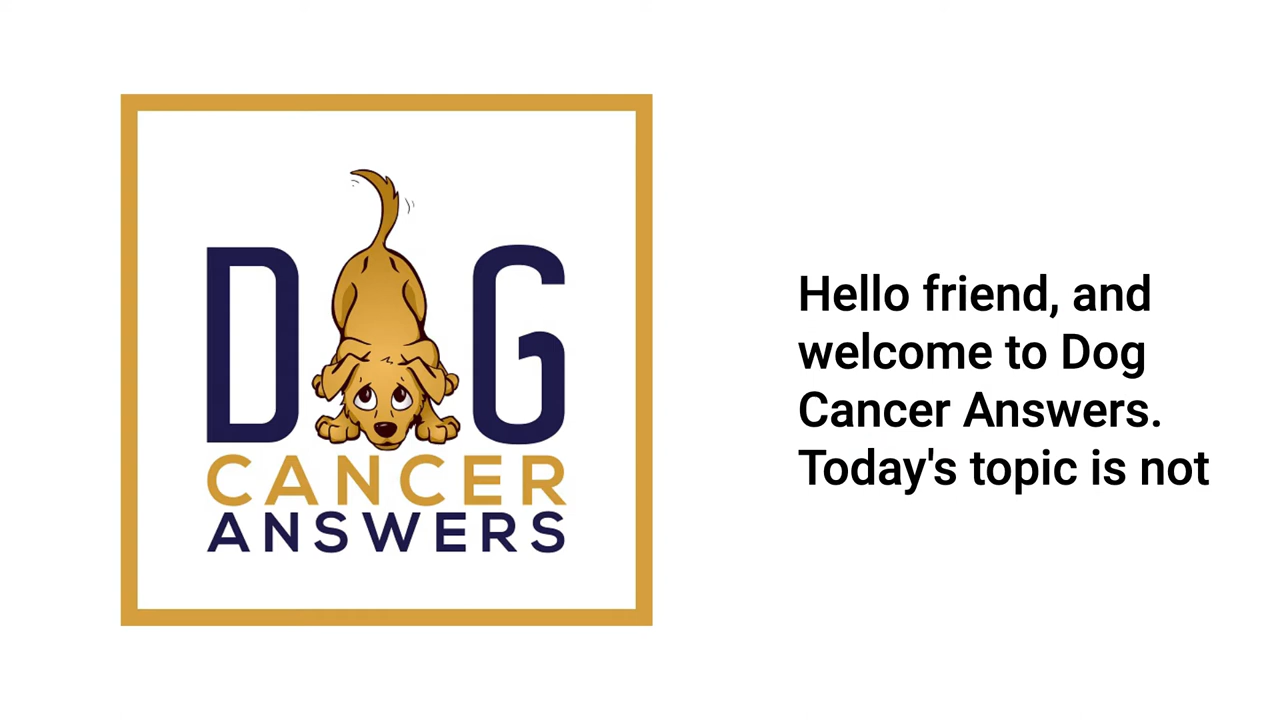 DOG
CANCER
ANSWERS
Hello friend, and
welcome to Dog
Cancer Answers.
Today's topic is not